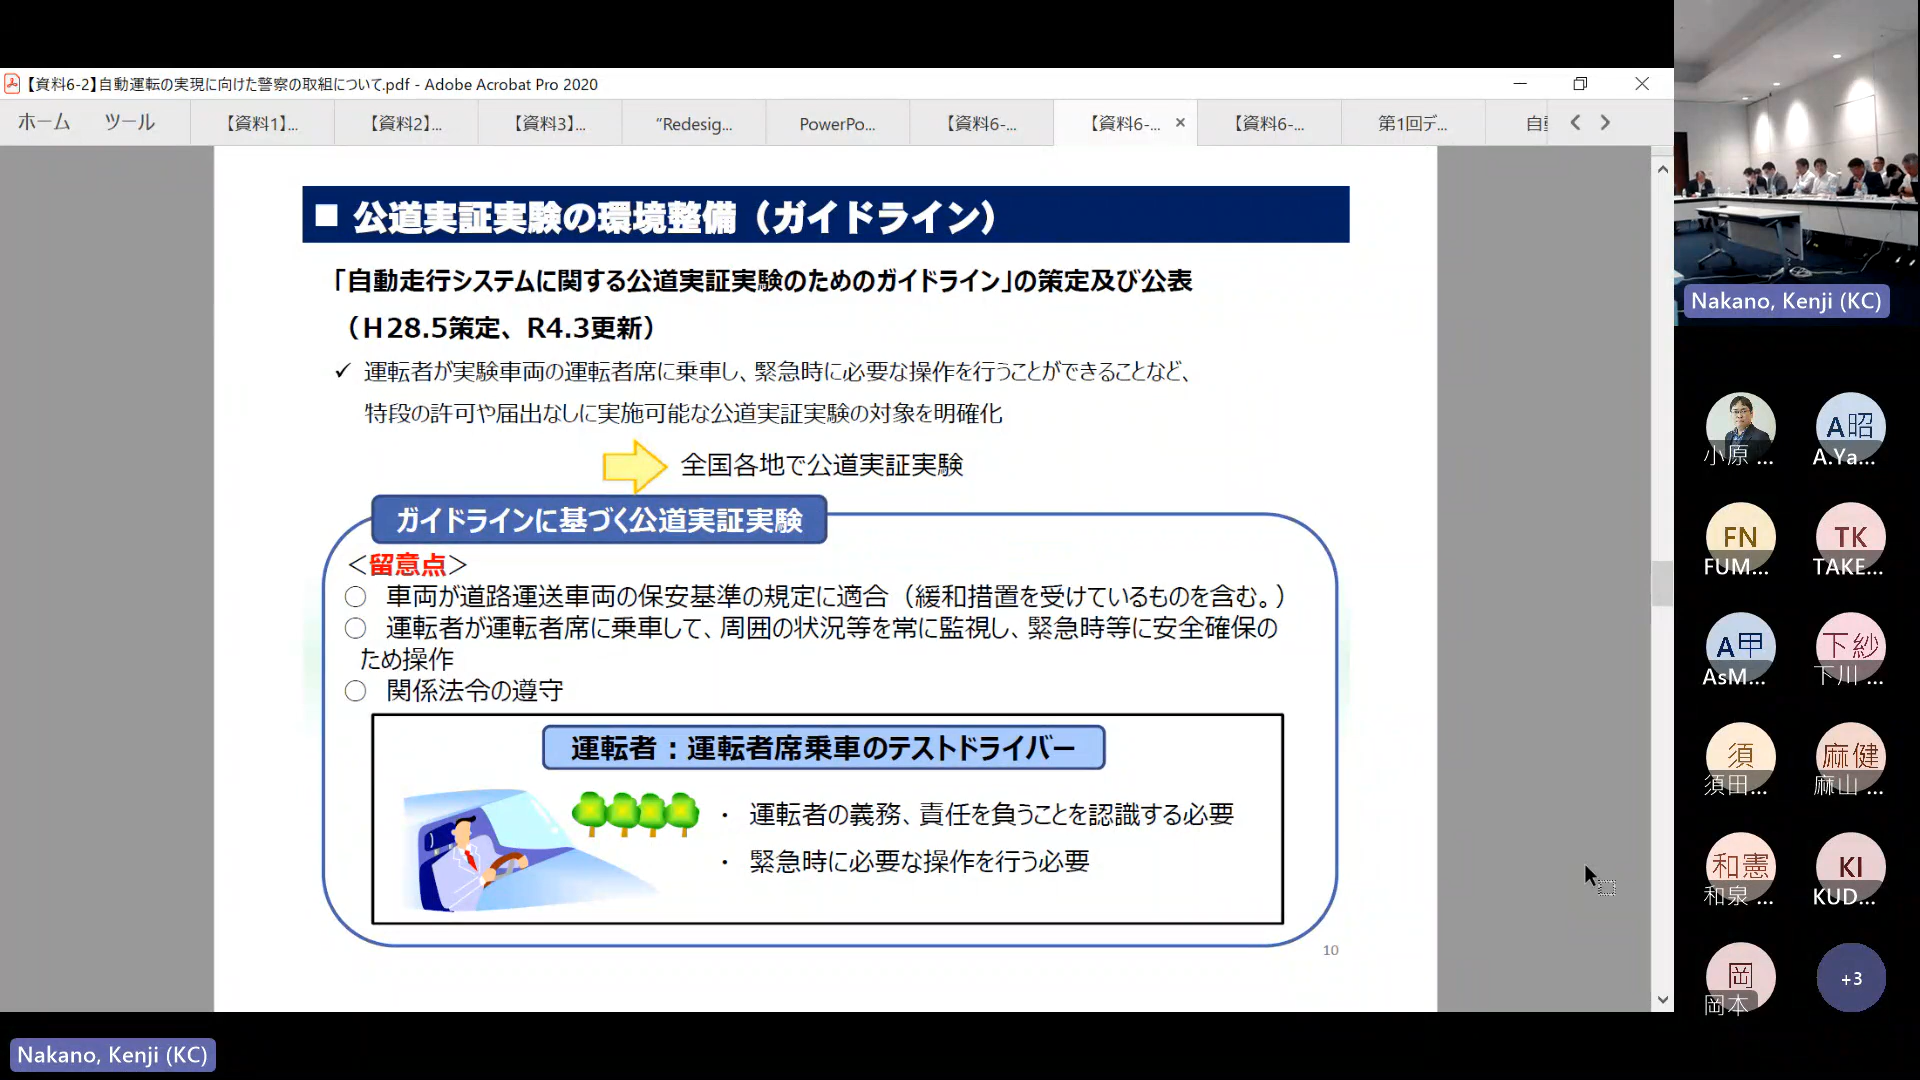 【資料6-2】自動運転の実現に向けた警察の取組について.pdf - Adobe Acrobat Pro 2020
ホーム ツール 【資料1】... 【資料2】... 【資料3】... "Redesig... PowerPo... 【資料6-... 【資料6-... × 【資料6-... 第1回デ... 自動
■ 公道実証実験の環境整備（ガイドライン）
「自動走行システムに関する公道実証実験のためのガイドライン」の策定及び公表
（Ｈ28.5策定、R4.3更新）
✓ 運転者が実験車両の運転者席に乗車し、緊急時に必要な操作を行うことができることなど、
特段の許可や届出なしに実施可能な公道実証実験の対象を明確化
全国各地で公道実証実験
ガイドラインに基づく公道実証実験
＜留意点＞
○ 車両が道路運送車両の保安基準の規定に適合（緩和措置を受けているものを含む。）
○ 運転者が運転者席に乗車して、周囲の状況等を常に監視し、緊急時等に安全確保の
ため操作
○ 関係法令の遵守
運転者：運転者席乗車のテストドライバー
・ 運転者の義務、責任を負うことを認識する必要
・ 緊急時に必要な操作を行う必要
10
Nakano, Kenji (KC)
小原 ...
A昭
A.Ya...
FN
FUM...
TK
TAKE...
A甲
AsM...
下紗
下川 ...
須
須田...
麻健
麻山 ...
和憲
和泉 ...
KI
KUD...
岡
岡本
+3
Nakano, Kenji (KC)